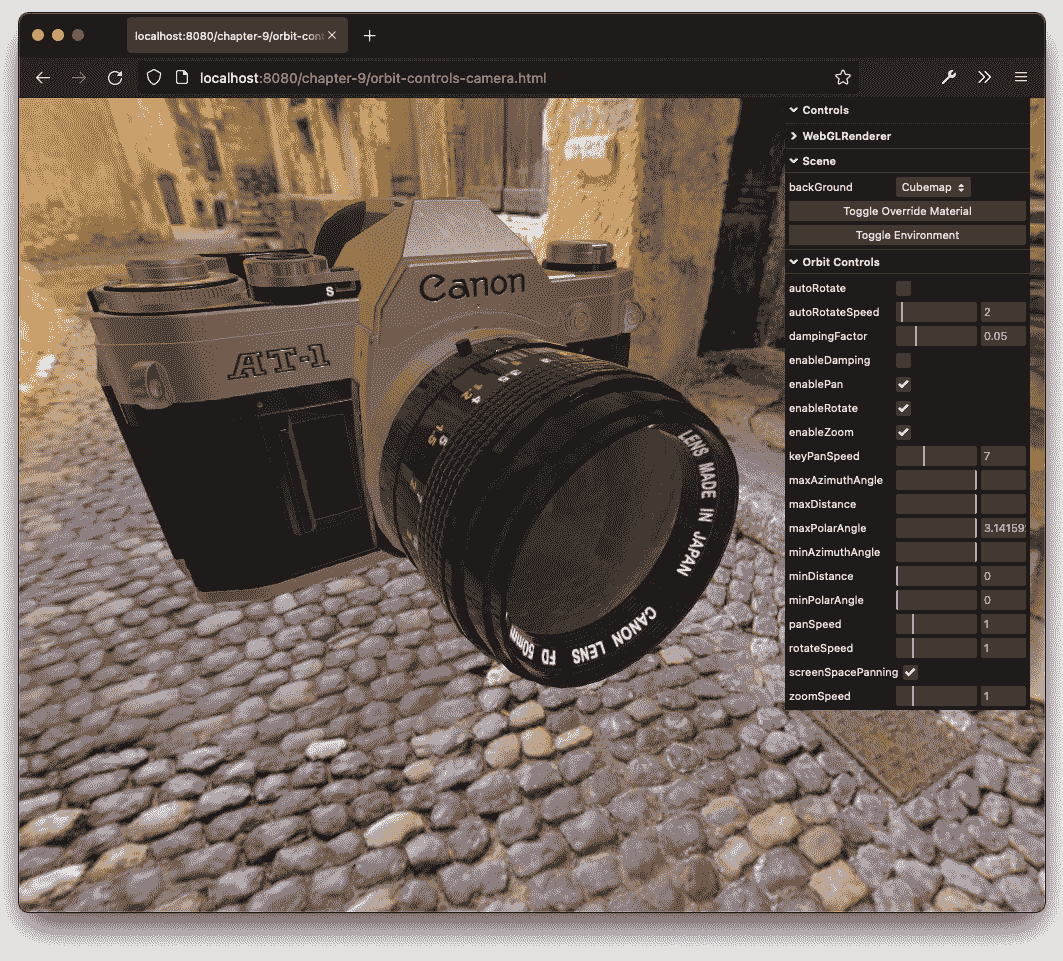 localhost:8080/chapter-9/orbit-cont
localhost:8080/chapter-9/orbit-controls-camera.html
Controls
WebGLRenderer
Scene
backGround Cubemap
Toggle Override Material
Toggle Environment
Orbit Controls
autoRotate
autoRotateSpeed 2
dampingFactor 0.05
enableDamping
enablePan
enableRotate
enableZoom
keyPanSpeed 7
maxAzimuthAngle
maxDistance
maxPolarAngle 3.14159
minAzimuthAngle
minDistance 0
minPolarAngle 0
panSpeed 1
rotateSpeed 1
screenSpacePanning
zoomSpeed 1
Canon
S
AT-1
LENS MADE IN JAPAN
CANON LENS FD 50mm